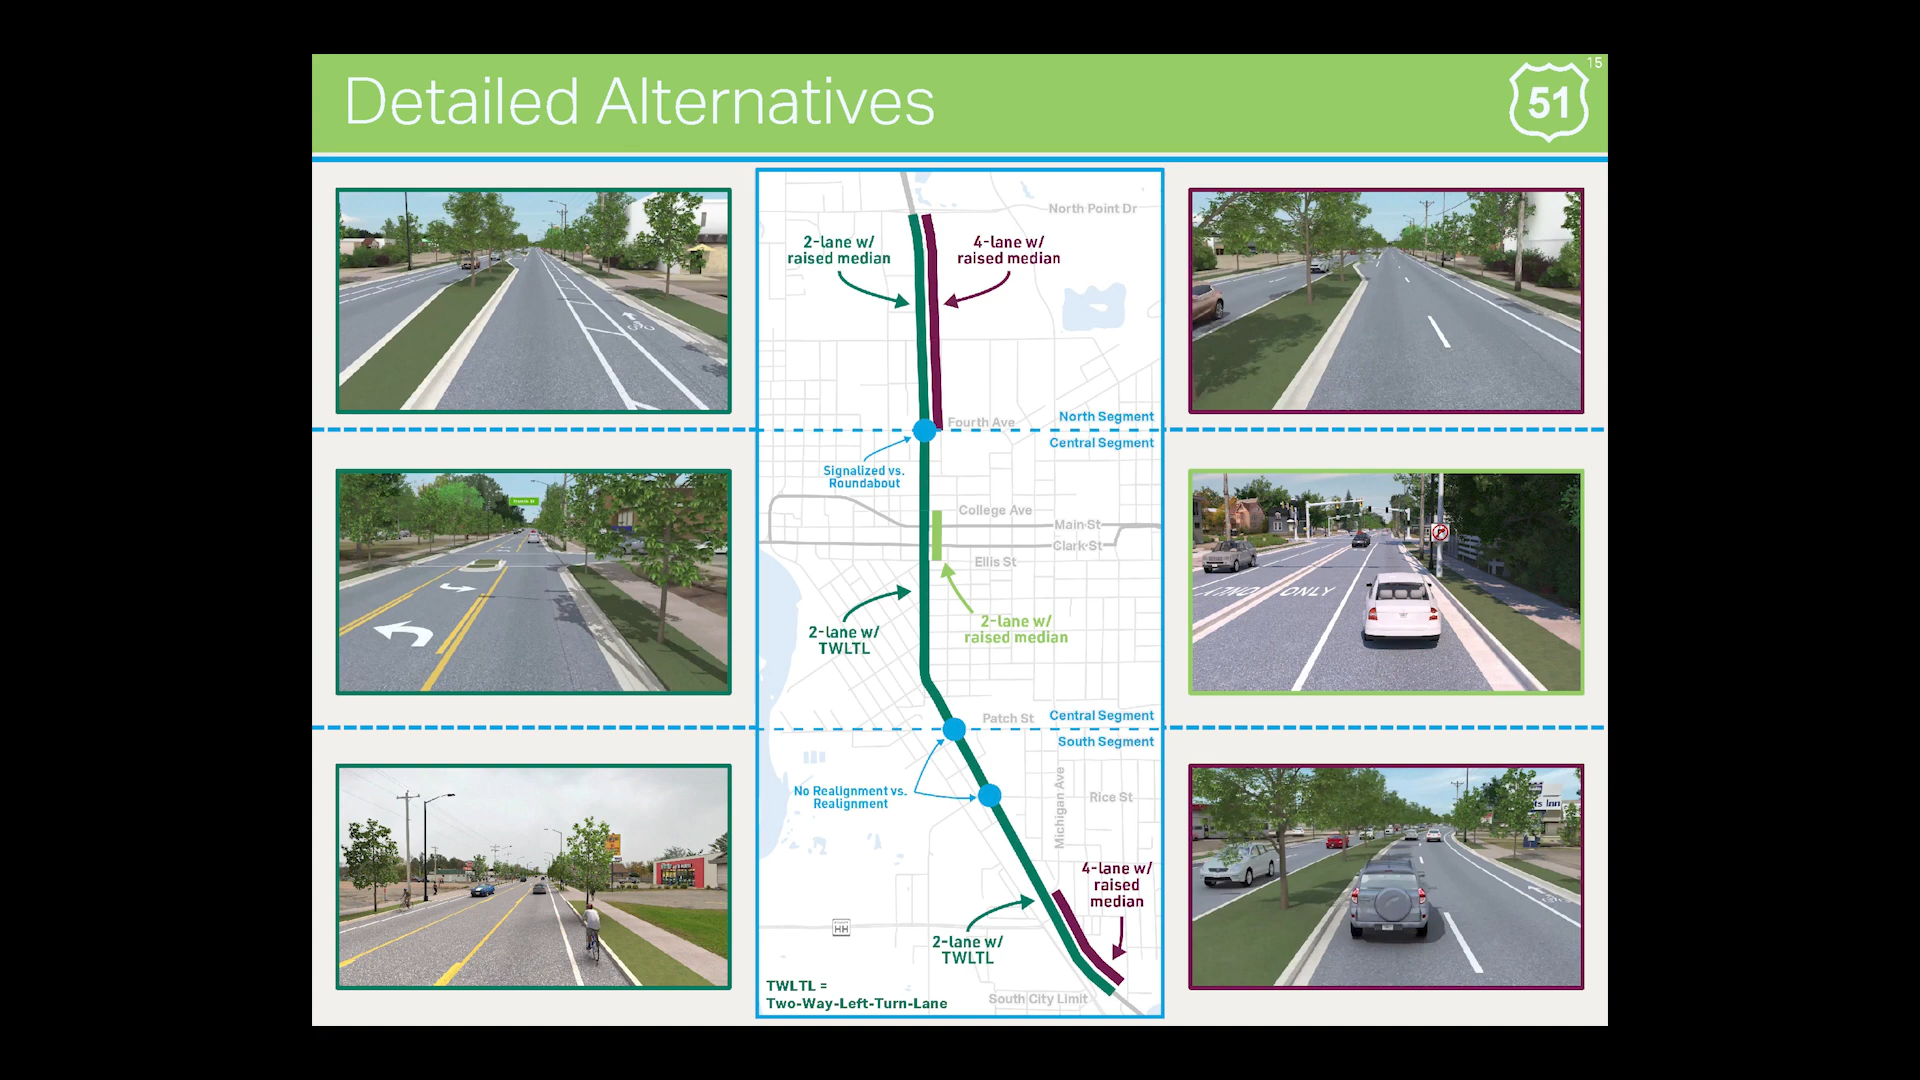 Detailed Alternatives
15
51
North Point Dr
2-lane w/
raised median
4-lane w/
raised median
Fourth Ave
North Segment
Central Segment
Signalized vs.
Roundabout
College Ave
Main St
Clark St
Ellis St
2-lane w/
TWLTL
2-lane w/
raised median
ONLY
Patch St
Central Segment
South Segment
No Realignment vs.
Realignment
Michigan Ave
Rice St
4-lane w/
raised
median
HH
2-lane w/
TWLTL
TWLTL =
Two-Way-Left-Turn-Lane
South City Limit
Inn